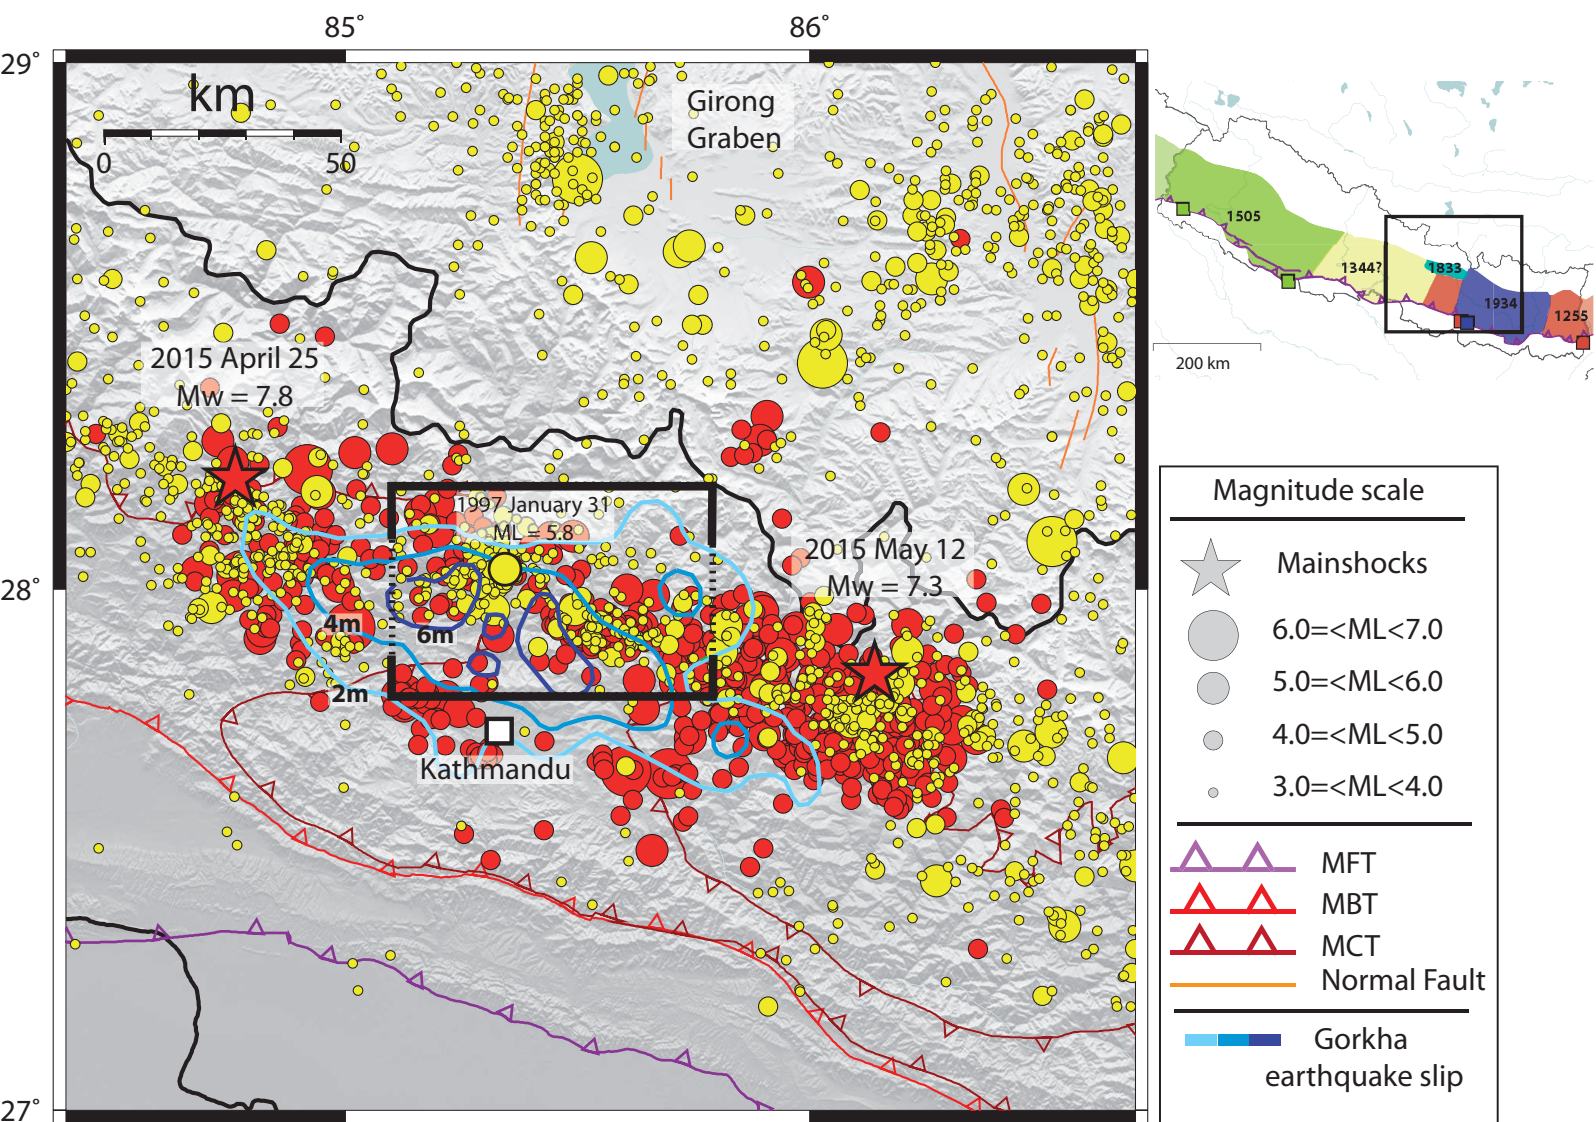 85°
86°
29°
28°
27°
km
0
50
Girong
Graben
2015 April 25
Mw = 7.8
1997 January 31
ML = 5.8
2015 May 12
Mw = 7.3
4m
6m
2m
Kathmandu
1505
1344?
1833
1934
1255
200 km
Magnitude scale
Mainshocks
6.0=<ML<7.0
5.0=<ML<6.0
4.0=<ML<5.0
3.0=<ML<4.0
MFT
MBT
MCT
Normal Fault
Gorkha
earthquake slip